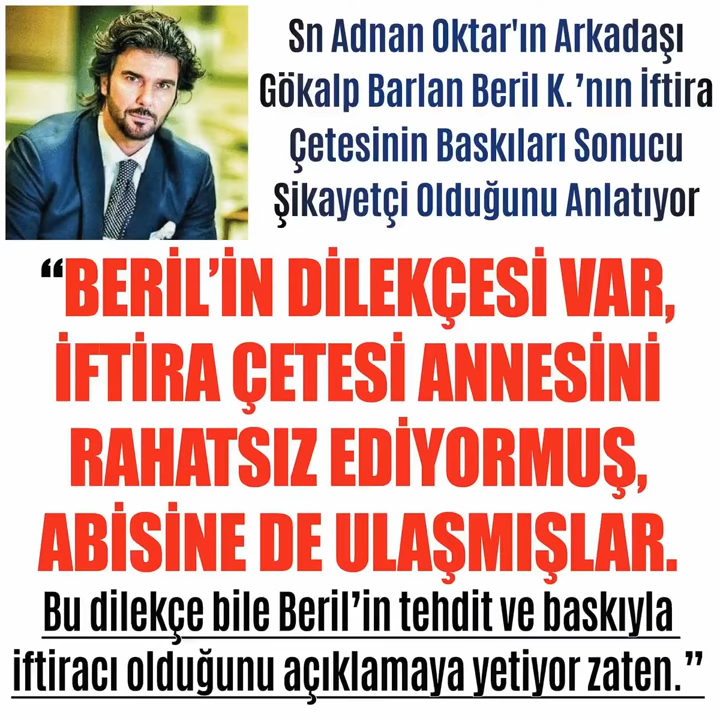 Sn Adnan Oktar'ın Arkadaşı
Gökalp Barlan Beril K.’nın İftira
Çetesinin Baskıları Sonucu
Şikayetçi Olduğunu Anlatıyor
“BERİL’İN DİLEKÇESİ VAR,
İFTİRA ÇETESİ ANNESİNİ
RAHATSIZ EDİYORMUŞ,
ABİSİNE DE ULAŞMIŞLAR.
Bu dilekçe bile Beril’in tehdit ve baskıyla
iftiracı olduğunu açıklamaya yetiyor zaten.”